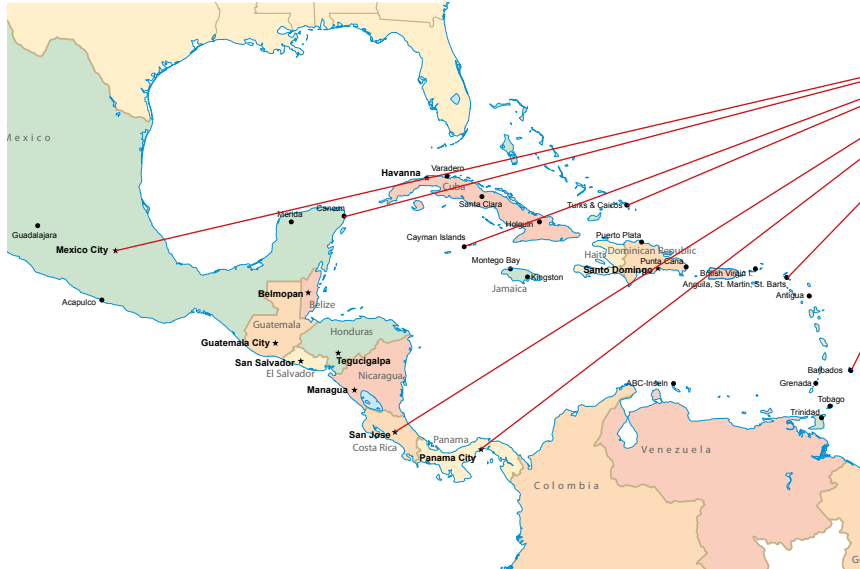 Mexico
Havanna
Varadero
Cuba
Santa Clara
Turks & Caicos
Cancun
Merida
Holquin
Guadalajara
Mexico City
Cayman Islands
Puerto Plata
Dominican Republic
Haiti
Punta Cana
Montego Bay
Santo Domingo
British Virgin I.
Kingston
Anguila, St. Martin, St. Barts,
Jamaica
Antigua
Acapulco
Belmopan
Belize
Guatemala
Honduras
Guatemala City
San Salvador
Tegucigalpa
El Salvador
Nicaragua
Managua
Barbados
ABC-Inseln
Grenada
Tobago
Trinidad
San Jose
Panama
Costa Rica
Panama City
Venezuela
Colombia